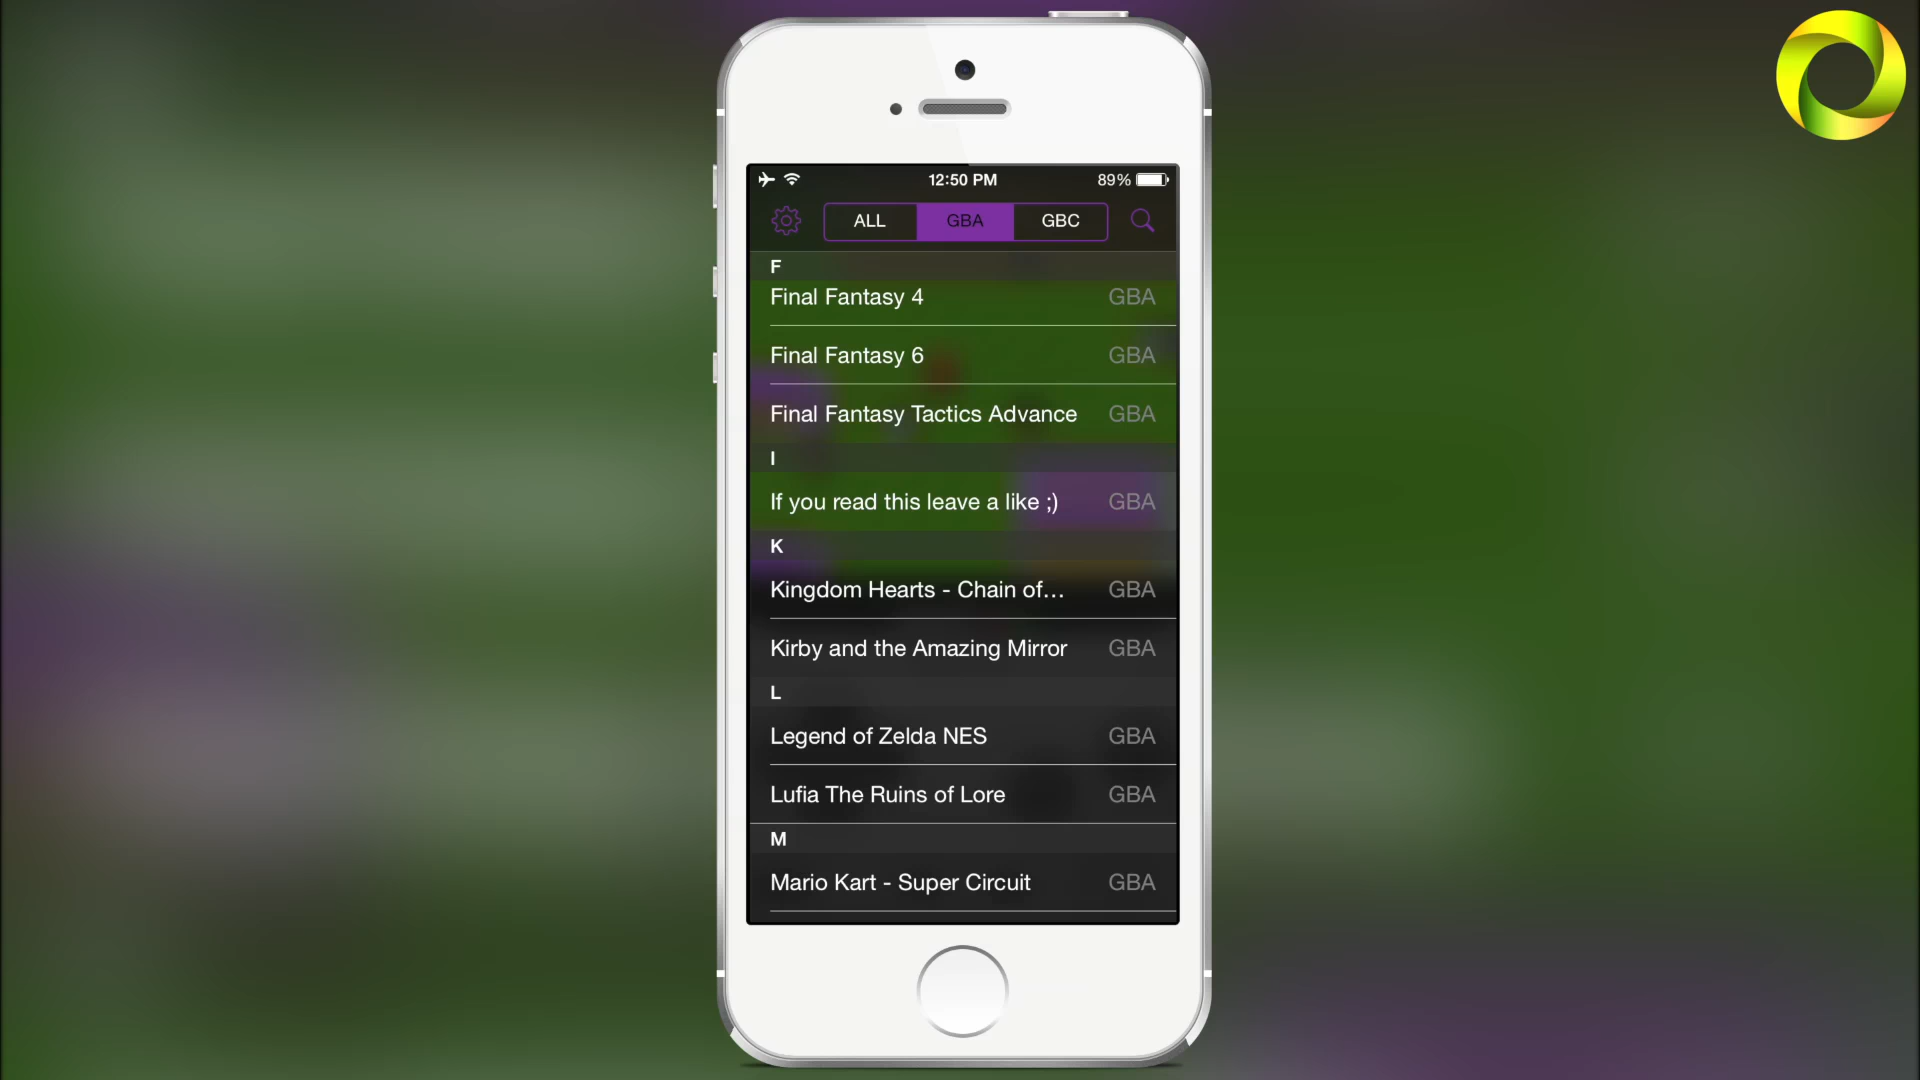 12:50 PM
89%
ALL GBA GBC
F
Final Fantasy 4 GBA
Final Fantasy 6 GBA
Final Fantasy Tactics Advance GBA
I
If you read this leave a like ;) GBA
K
Kingdom Hearts - Chain of... GBA
Kirby and the Amazing Mirror GBA
L
Legend of Zelda NES GBA
Lufia The Ruins of Lore GBA
M
Mario Kart - Super Circuit GBA